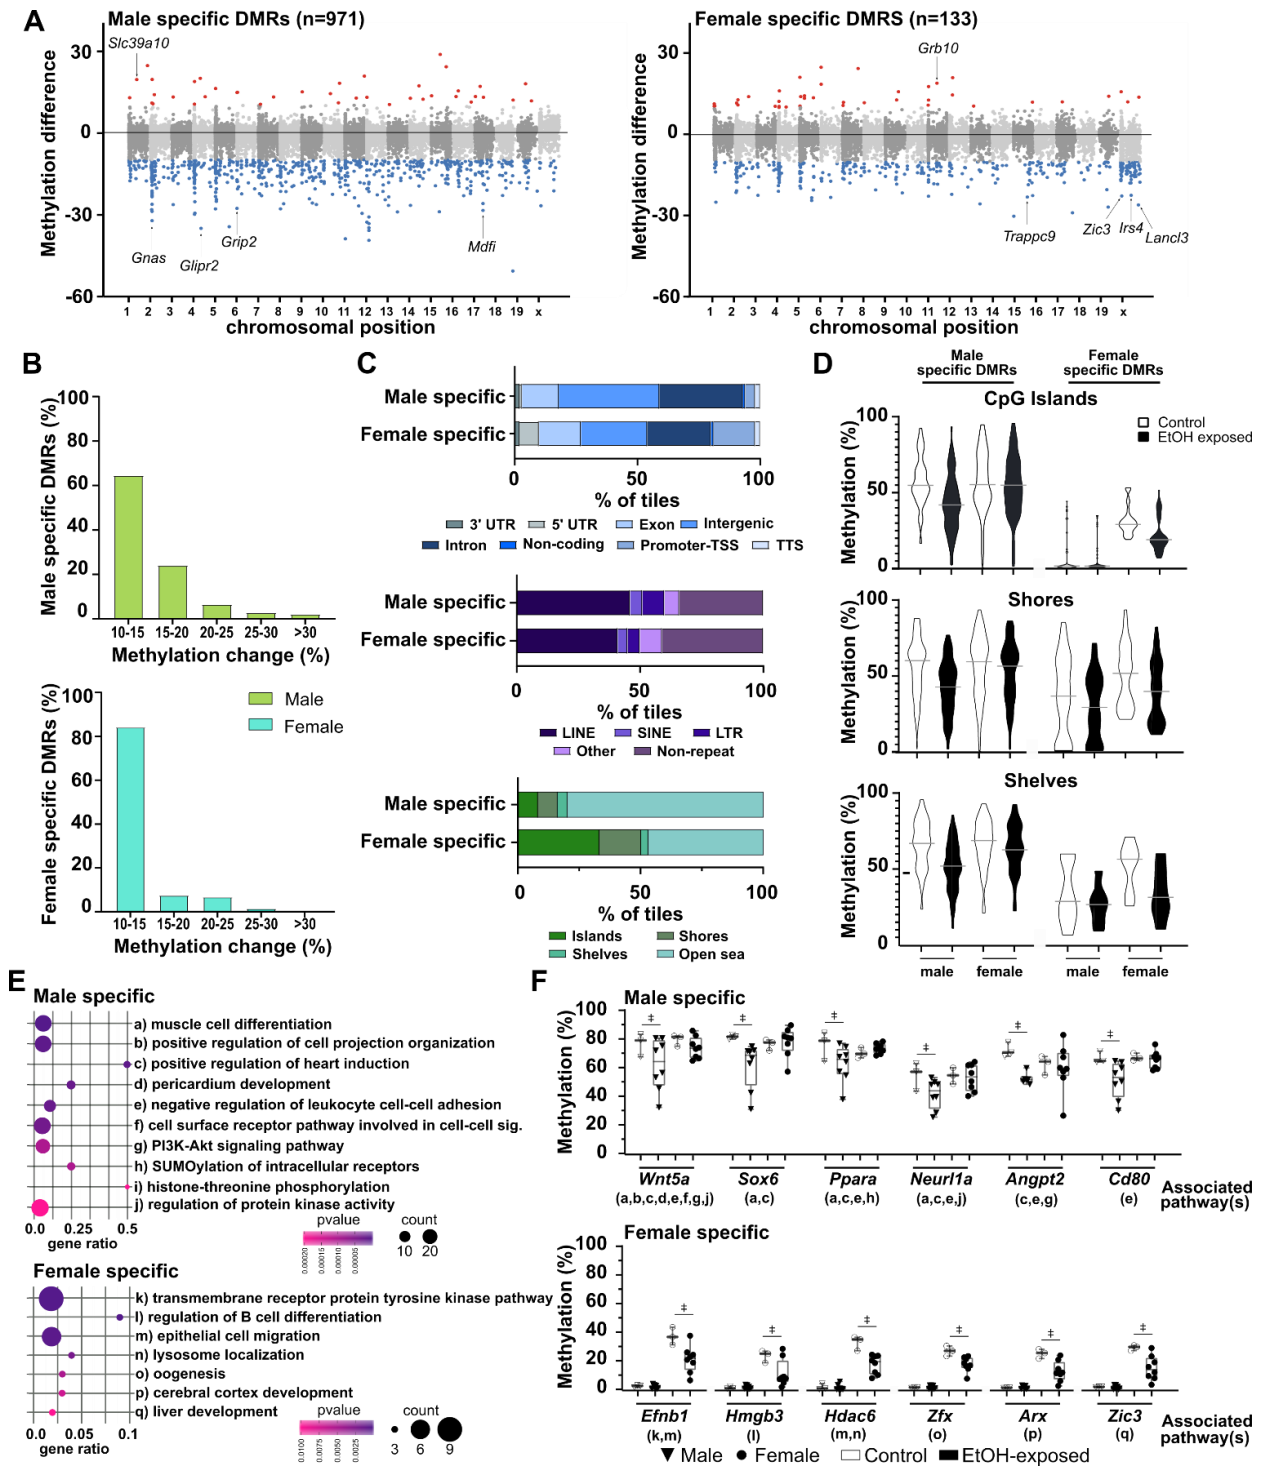 A
Male specific DMRs (n=971)
Female specific DMRS (n=133)
Slc39a10
Grb10
Methylation difference
30
0
-30
-60
Gnas
Glipr2
Grip2
Mdfi
1 2 3 4 5 6 7 8 9 10 11 12 13 14 15 16 17 18 19 x
chromosomal position
Methylation difference
30
0
-30
-60
Trappc9
Zic3
Irs4
Lancl3
1 2 3 4 5 6 7 8 9 10 11 12 13 14 15 16 17 18 19 x
chromosomal position
B
Male specific DMRs (%)
100
80
60
40
20
0
10-15 15-20 20-25 25-30 >30
Methylation change (%)
Female specific DMRs (%)
100
80
60
40
20
0
Male
Female
10-15 15-20 20-25 25-30 >30
Methylation change (%)
C
Male specific
Female specific
0 50 100
% of tiles
3' UTR 5' UTR Exon Intergenic
Intron Non-coding Promoter-TSS TTS
Male specific
Female specific
0 50 100
% of tiles
LINE SINE LTR
Other Non-repeat
Male specific
Female specific
0 50 100
% of tiles
Islands Shores
Shelves Open sea
D
Male
specific DMRs
Female
specific DMRs
CpG Islands
Control
EtOH exposed
Methylation (%)
100
50
0
Shores
Methylation (%)
100
50
0
Shelves
Methylation (%)
100
50
0
male female male female
E
Male specific
a) muscle cell differentiation
b) positive regulation of cell projection organization
c) positive regulation of heart induction
d) pericardium development
e) negative regulation of leukocyte cell-cell adhesion
f) cell surface receptor pathway involved in cell-cell sig.
g) PI3K-Akt signaling pathway
h) SUMOylation of intracellular receptors
i) histone-threonine phosphorylation
j) regulation of protein kinase activity
0.0 0.25 0.5
gene ratio
pvalue
0.00020 0.00015 0.00010 0.00005
count
10 20
Female specific
k) transmembrane receptor protein tyrosine kinase pathway
l) regulation of B cell differentiation
m) epithelial cell migration
n) lysosome localization
o) oogenesis
p) cerebral cortex development
q) liver development
0.0 0.05 0.1
gene ratio
pvalue
0.0100 0.0075 0.0050 0.0025
count
3 6 9
F
Male specific
Methylation (%)
100
80
60
40
20
0
‡ ‡ ‡ ‡ ‡ ‡
Wnt5a Sox6 Ppara Neurl1a Angpt2 Cd80
(a,b,c,d,e,f,g,j) (a,c) (a,c,e,h) (a,c,e,j) (c,e,g) (e)
Associated
pathway(s)
Female specific
Methylation (%)
100
80
60
40
20
0
‡ ‡ ‡ ‡ ‡ ‡
Efnb1 Hmgb3 Hdac6 Zfx Arx Zic3
(k,m) (l) (m,n) (o) (p) (q)
Associated
pathway(s)
Male Female Control EtOH-exposed